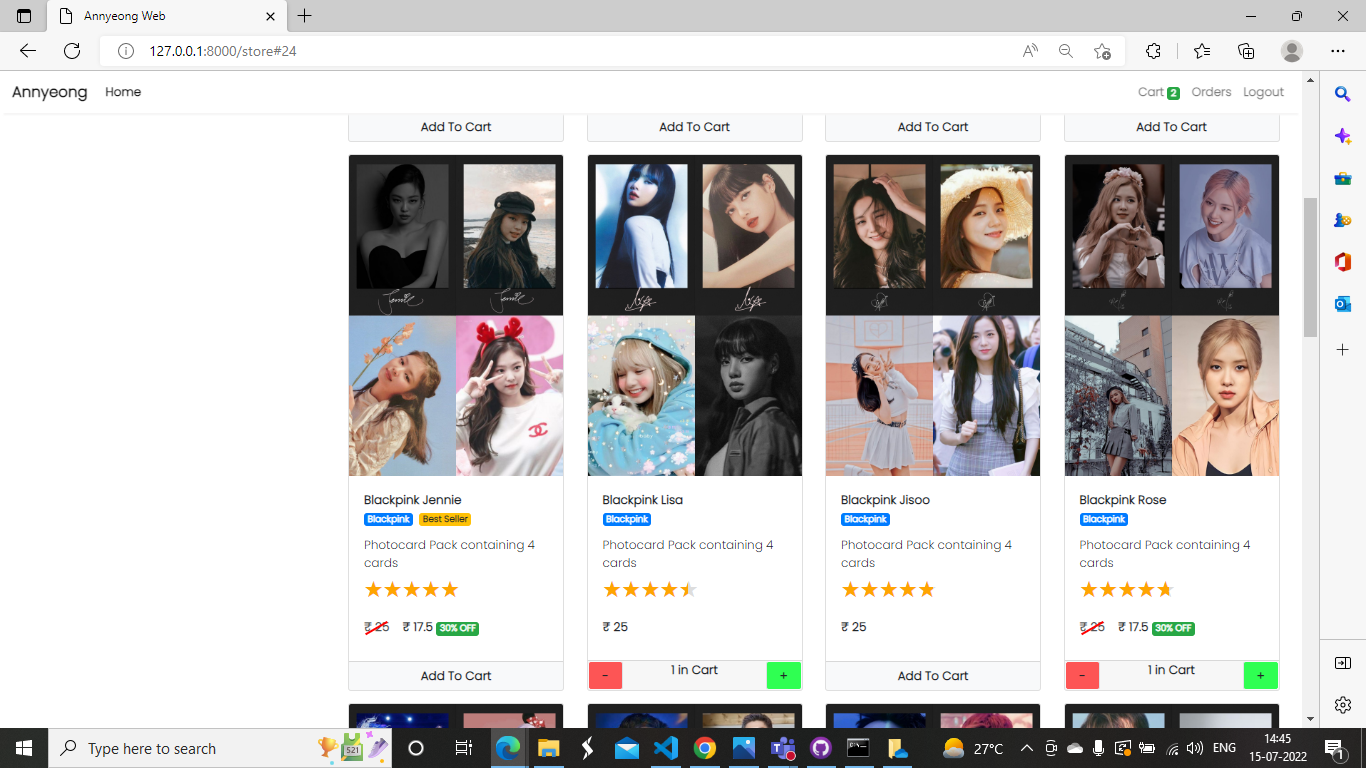 Annyeong Web
127.0.0.1:8000/store#24
Annyeong Home Cart 2 Orders Logout
Add To Cart Add To Cart Add To Cart Add To Cart
Blackpink Jennie
Blackpink Best Seller
Photocard Pack containing 4
cards
₹ 25 ₹ 17.5 30% OFF
Add To Cart
Blackpink Lisa
Blackpink
Photocard Pack containing 4
cards
₹ 25
- 1 in Cart +
Blackpink Jisoo
Blackpink
Photocard Pack containing 4
cards
₹ 25
Add To Cart
Blackpink Rose
Blackpink
Photocard Pack containing 4
cards
₹ 25 ₹ 17.5 30% OFF
- 1 in Cart +
Type here to search
521
27°C
ENG
14:45
15-07-2022
1